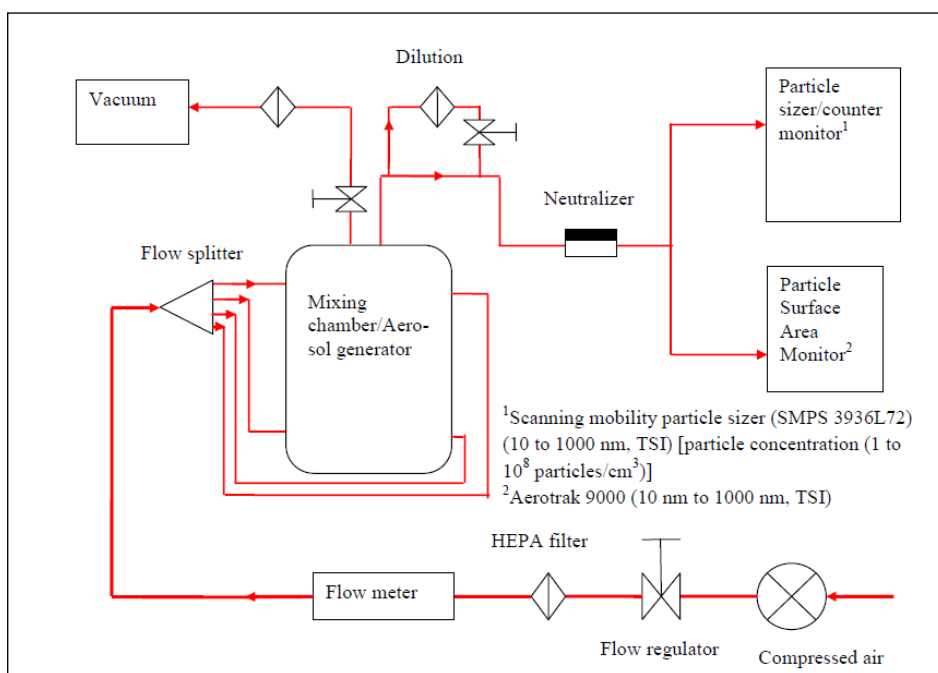 Dilution
Vacuum
Particle
sizer/counter
monitor¹
Neutralizer
Flow splitter
Mixing
chamber/Aero-
sol generator
Particle
Surface
Area
Monitor²
¹Scanning mobility particle sizer (SMPS 3936L72)
(10 to 1000 nm, TSI) [particle concentration (1 to
10⁸ particles/cm³)]
²Aerotrak 9000 (10 nm to 1000 nm, TSI)
HEPA filter
Flow meter
Flow regulator
Compressed air